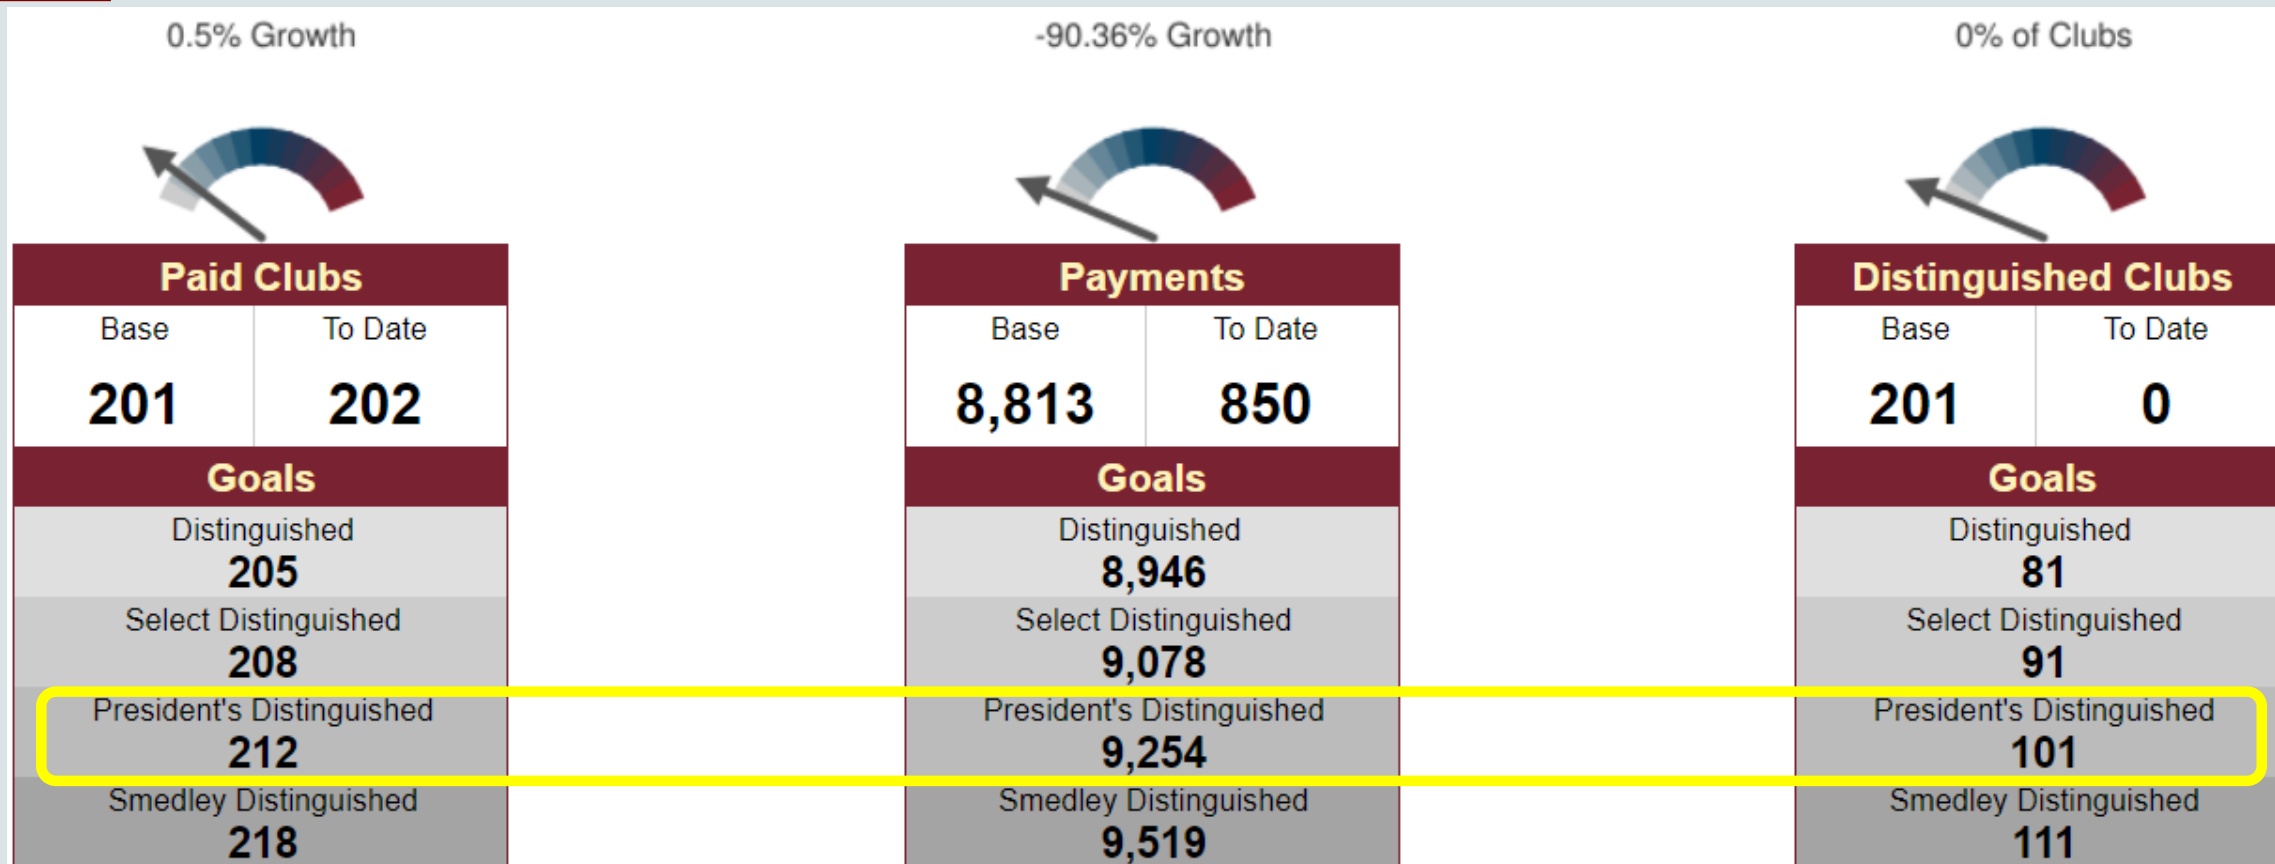 0.5% Growth
-90.36% Growth
0% of Clubs
Paid Clubs
Base To Date
201 202
Goals
Distinguished
205
Select Distinguished
208
President's Distinguished
212
Smedley Distinguished
218
Payments
Base To Date
8,813 850
Goals
Distinguished
8,946
Select Distinguished
9,078
President's Distinguished
9,254
Smedley Distinguished
9,519
Distinguished Clubs
Base To Date
201 0
Goals
Distinguished
81
Select Distinguished
91
President's Distinguished
101
Smedley Distinguished
111